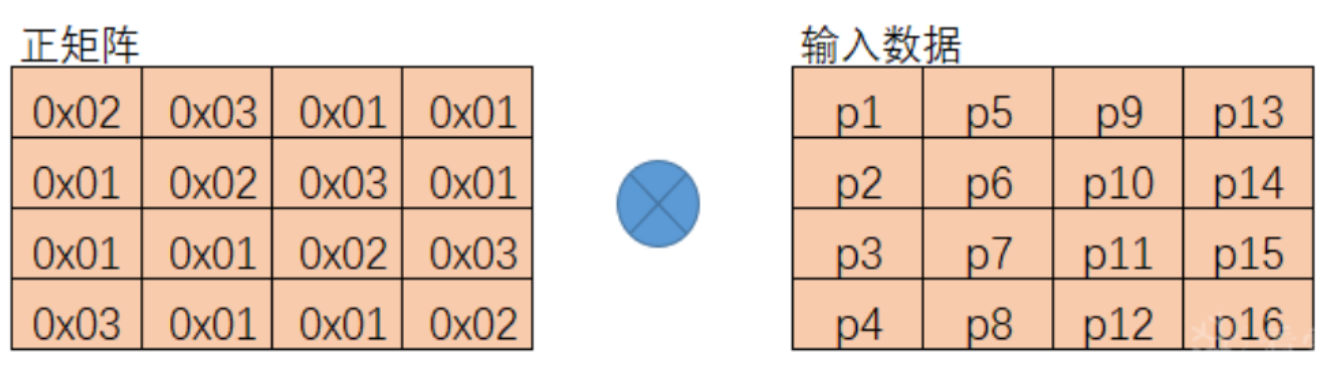 正矩阵
0x02 0x03 0x01 0x01
0x01 0x02 0x03 0x01
0x01 0x01 0x02 0x03
0x03 0x01 0x01 0x02
输入数据
p1 p5 p9 p13
p2 p6 p10 p14
p3 p7 p11 p15
p4 p8 p12 p16